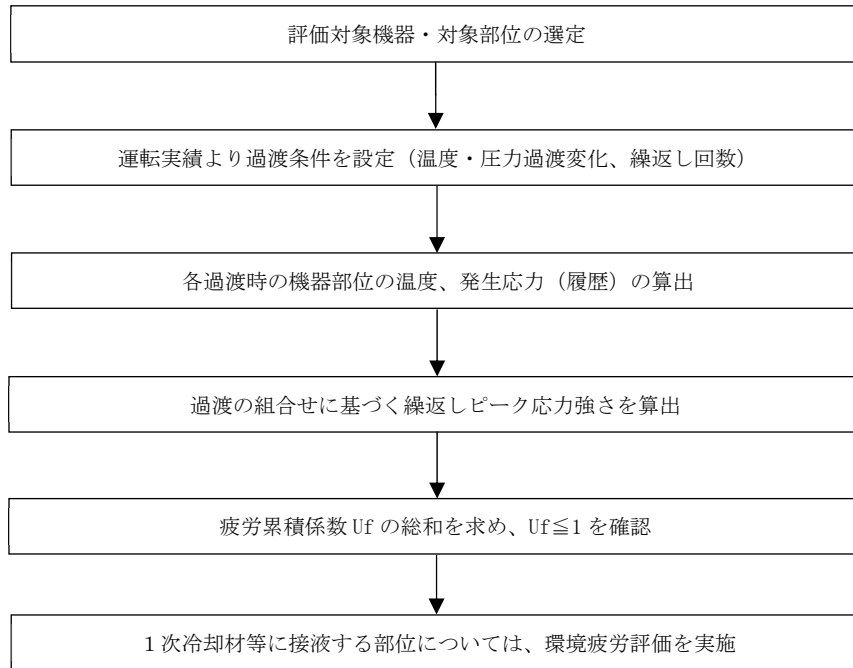 評価対象機器・対象部位の選定
運転実績より過渡条件を設定（温度・圧力過渡変化、繰返し回数）
各過渡時の機器部位の温度、発生応力（履歴）の算出
過渡の組合せに基づく繰返しピーク応力強さを算出
疲労累積係数 Uf の総和を求め、Uf≦1 を確認
１次冷却材等に接液する部位については、環境疲労評価を実施